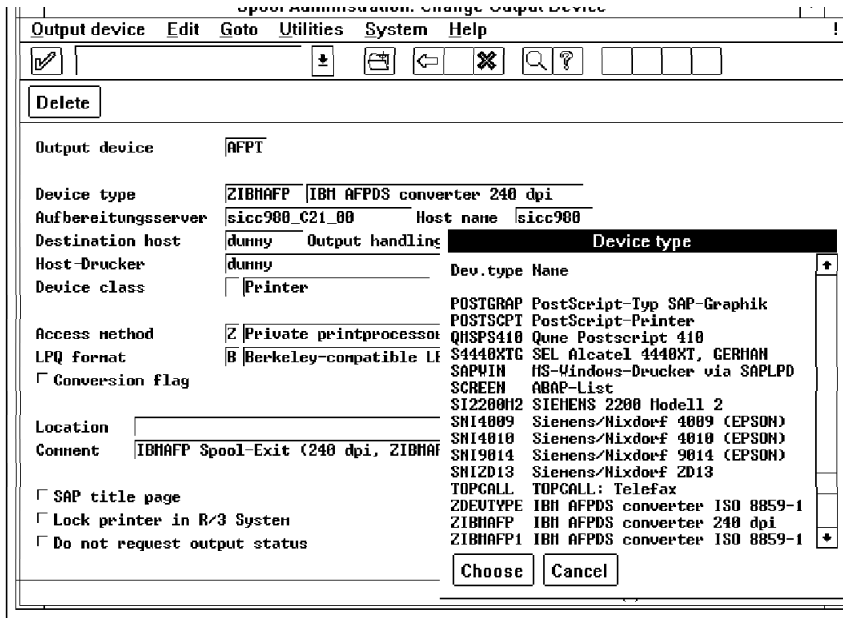 Spool Administration: Change Output Device
Output device Edit Goto Utilities System Help
Delete
Output device AFPT
Device type ZIBMAFP IBM AFPDS converter 240 dpi
Aufbereitungsserver sicc980_C21_00 Host name sicc980
Destination host dummy Output handling
Host-Drucker dummy
Device class Printer
Access method Z Private printprocessor
LPQ format B Berkeley-compatible
Conversion flag
Location
Comment IBMAFP Spool-Exit (240 dpi, ZIBMAF
SAP title page
Lock printer in R/3 System
Do not request output status
Device type
Dev.type Name
POSTGRAP PostScript-Typ SAP-Graphik
POSTSCPT PostScript-Printer
QMSPS410 Qume Postscript 410
S4440XTG SEL Alcatel 4440XT, GERMAN
SAPWIN MS-Windows-Drucker via SAPLPD
SCREEN ABAP-List
SI2200M2 SIEMENS 2200 Modell 2
SNI4009 Siemens/Nixdorf 4009 (EPSON)
SNI4010 Siemens/Nixdorf 4010 (EPSON)
SNI9014 Siemens/Nixdorf 9014 (EPSON)
SNIZD13 Siemens/Nixdorf ZD13
TOPCALL TOPCALL: Telefax
ZDEVTYPE IBM AFPDS converter ISO 8859-1
ZIBMAFP IBM AFPDS converter 240 dpi
ZIBMAFP1 IBM AFPDS converter ISO 8859-1
Choose Cancel